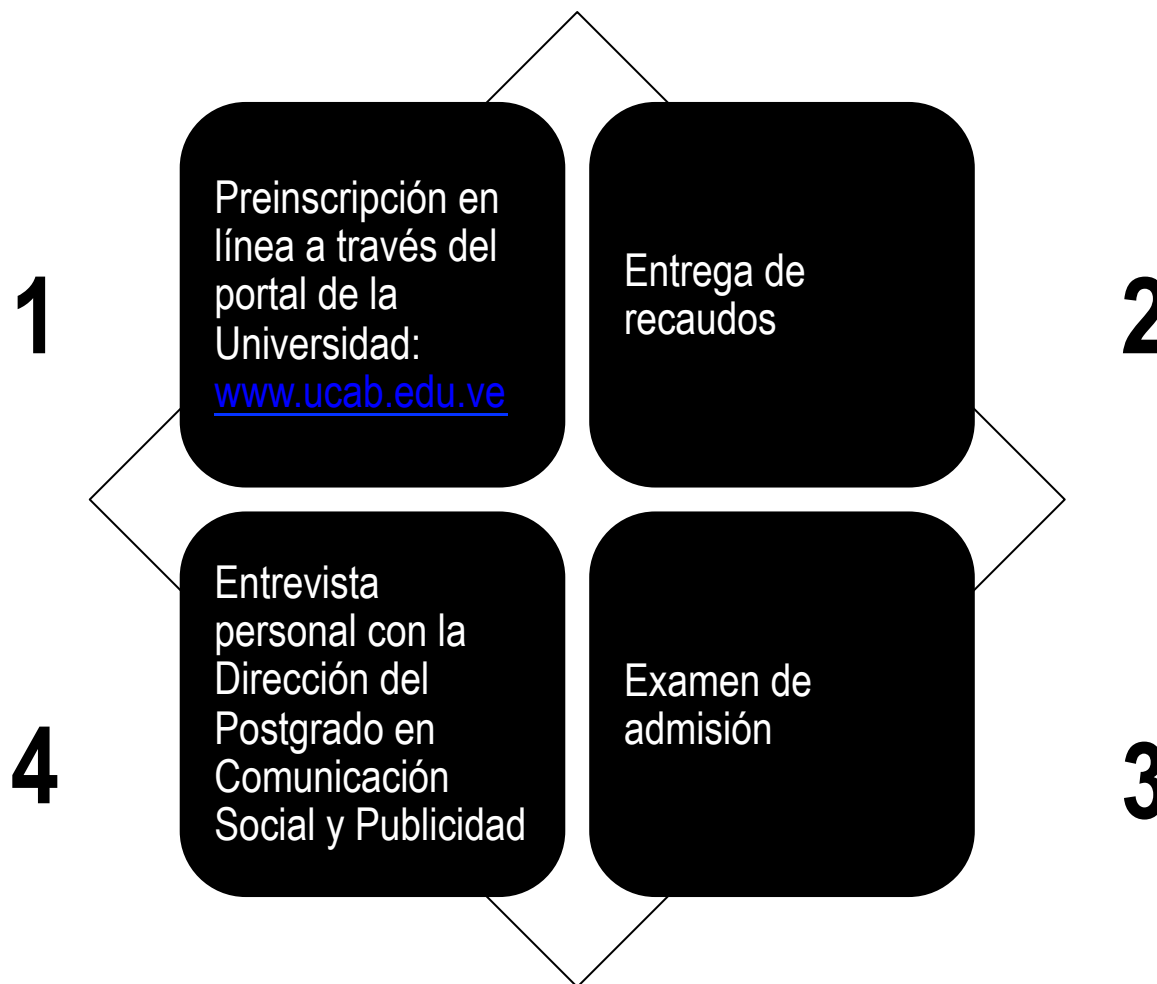 1
Preinscripción en
línea a través del
portal de la
Universidad:
www.ucab.edu.ve
Entrega de
recaudos
2
4
Entrevista
personal con la
Dirección del
Postgrado en
Comunicación
Social y Publicidad
Examen de
admisión
3